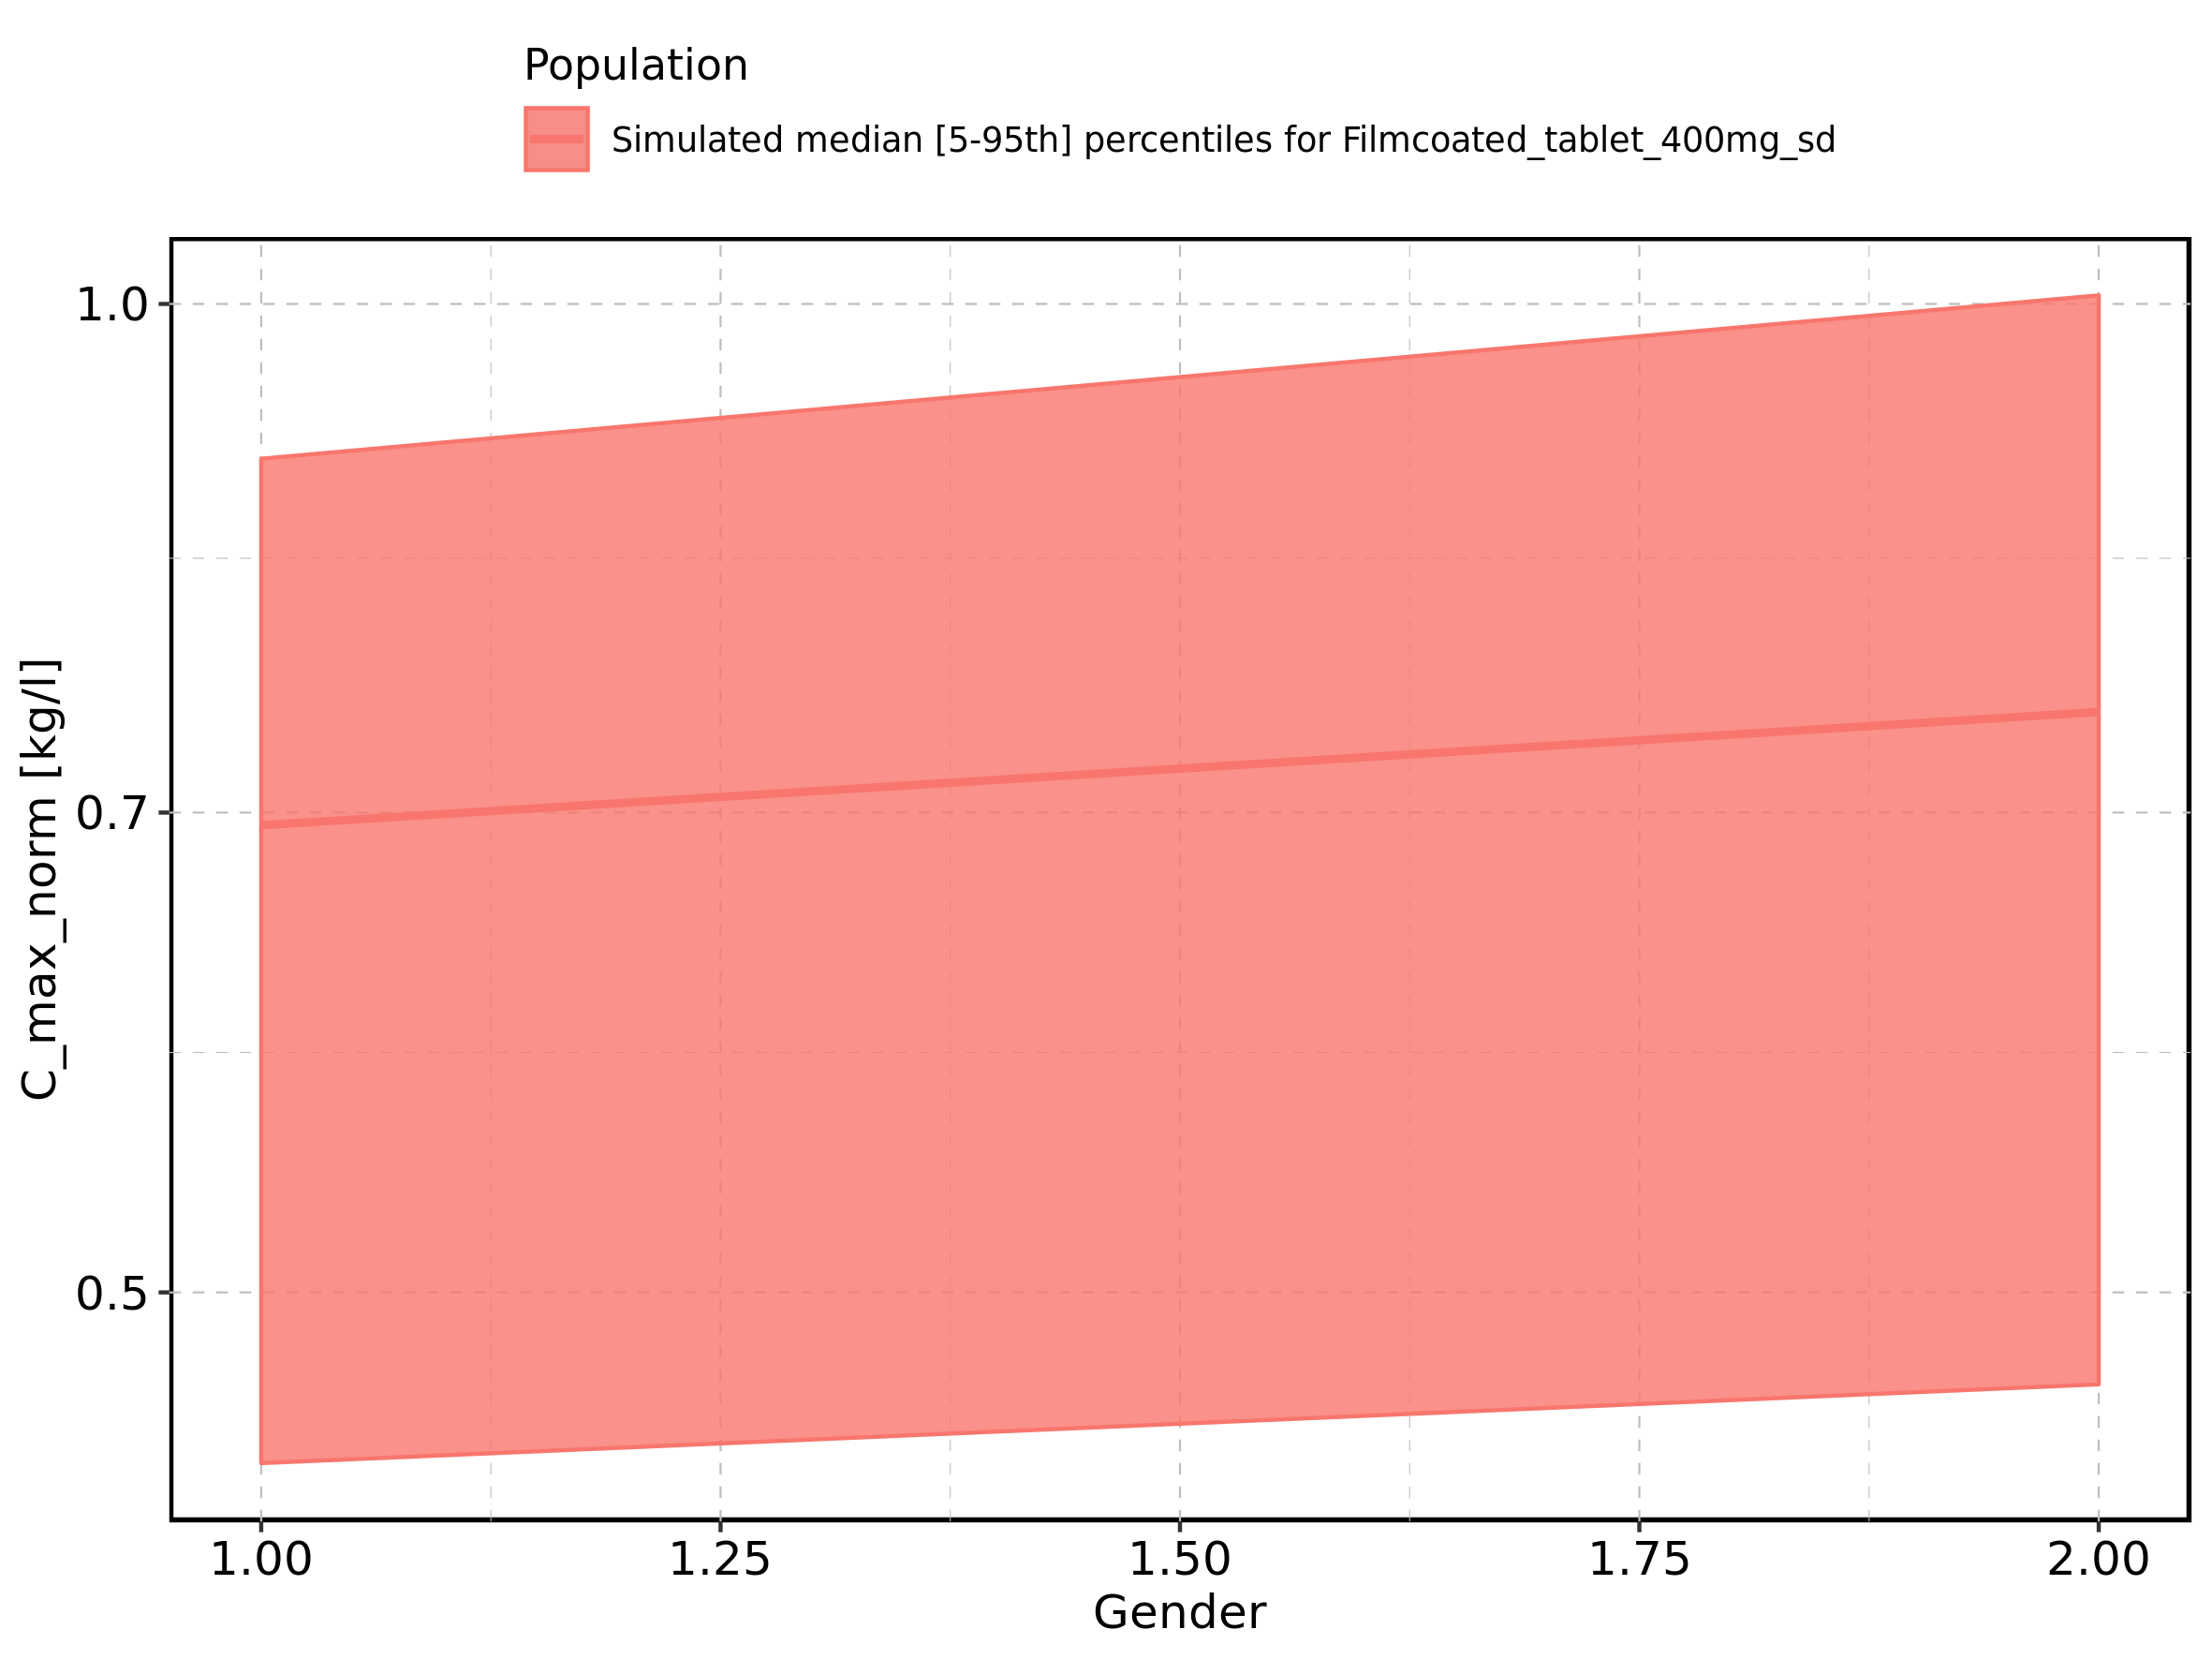 Population
Simulated median [5-95th] percentiles for Filmcoated_tablet_400mg_sd
C_max_norm [kg/l]
1.0
0.7
0.5
1.00 1.25 1.50 1.75 2.00
Gender